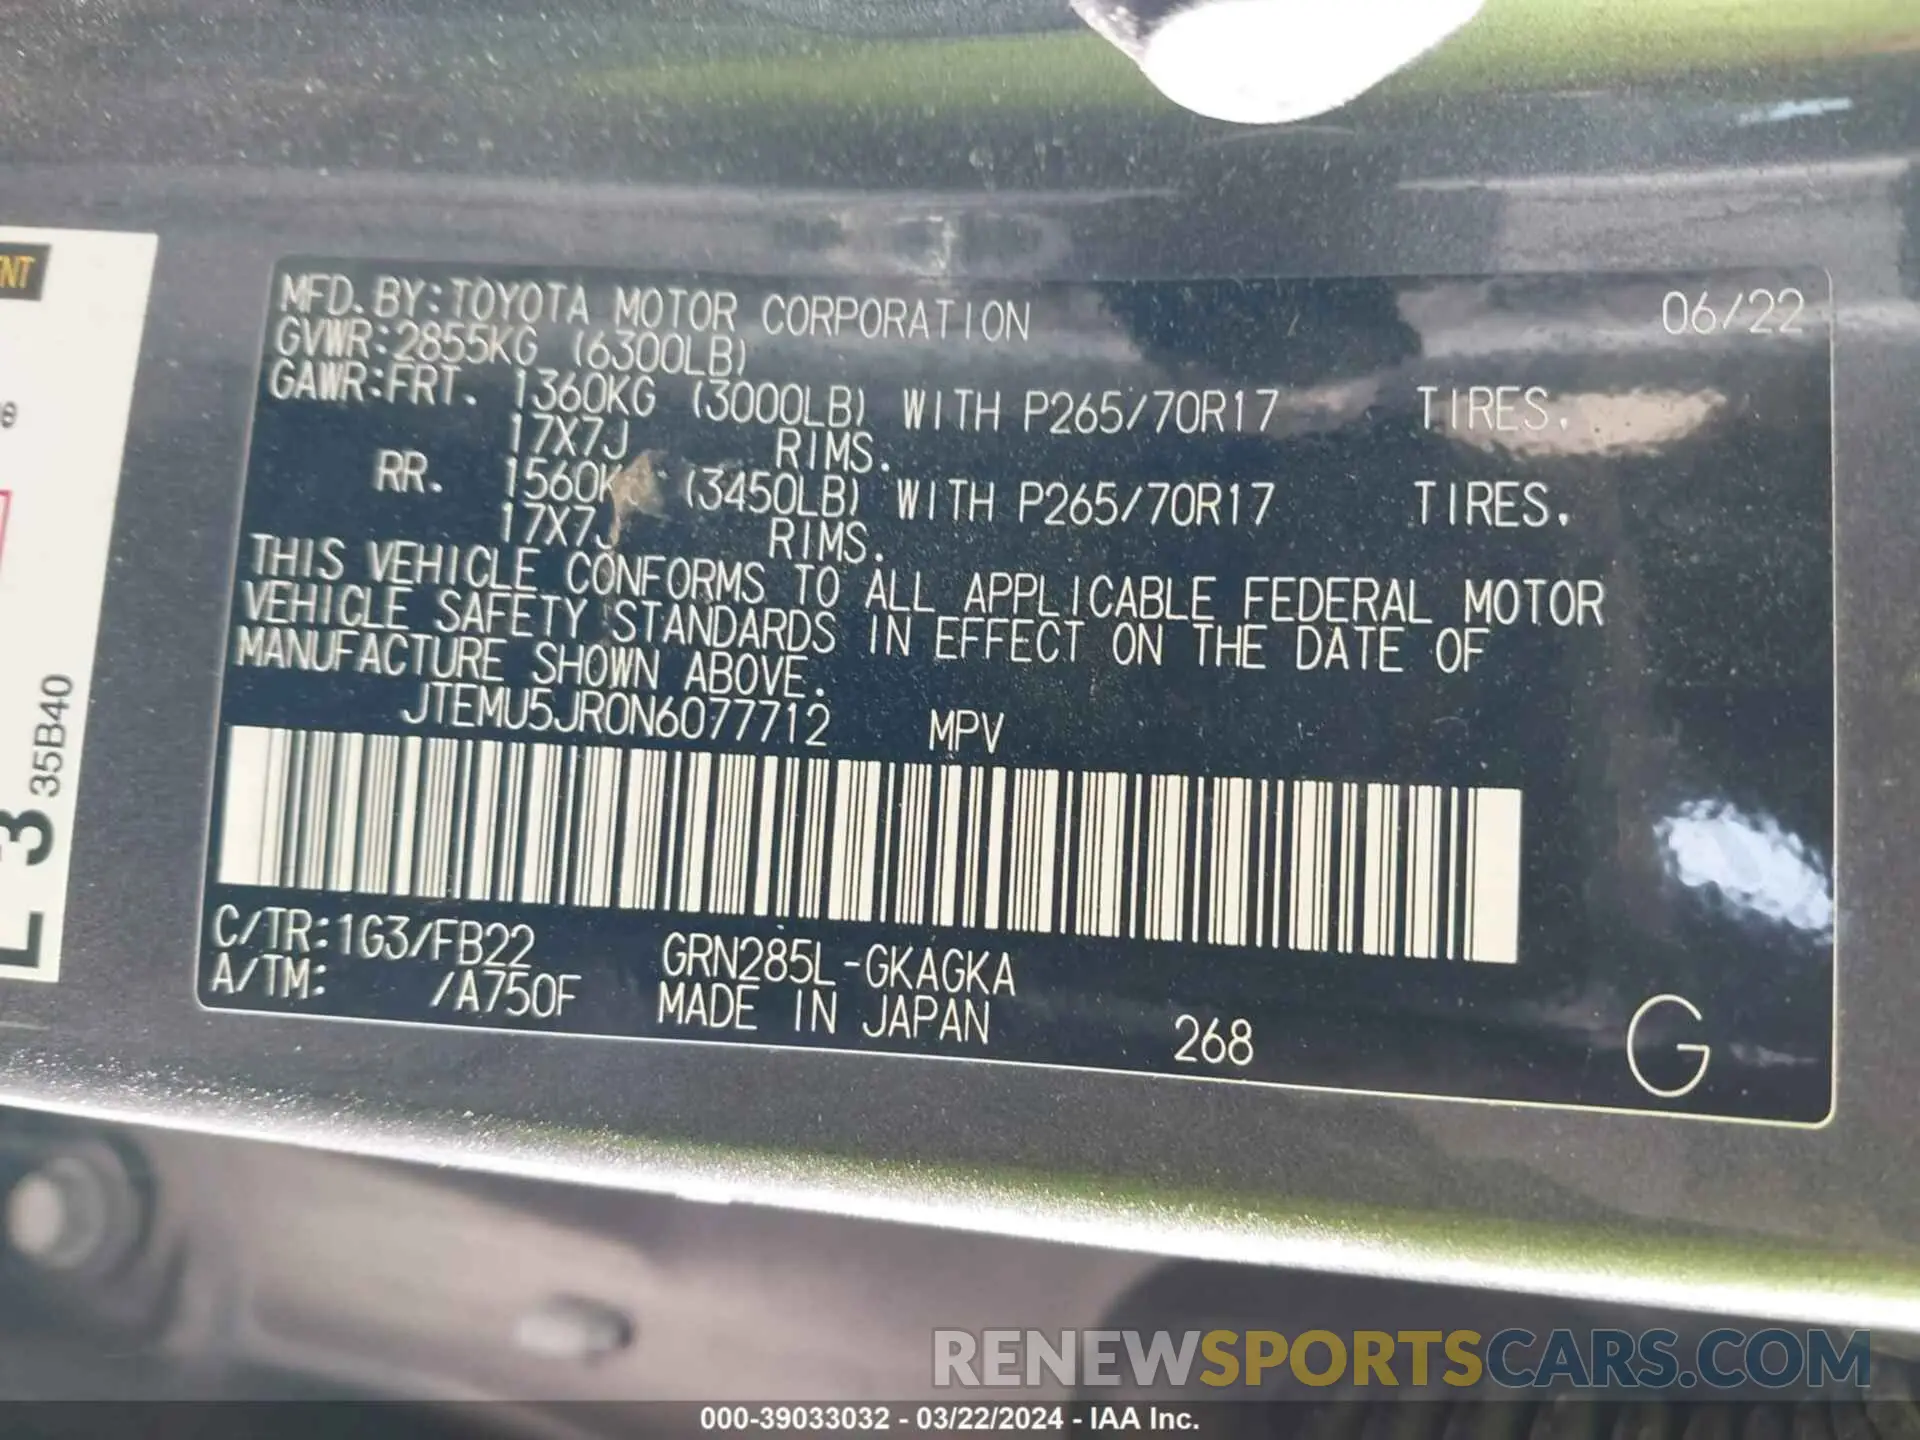 MFD. BY:TOYOTA MOTOR CORPORATION 06/22
GVWR:2855KG (6300LB)
GAWR:FRT. 1360KG (3000LB) WITH P265/70R17 TIRES.
17X7J RIMS.
RR. 1560KG (3450LB) WITH P265/70R17 TIRES.
17X7J RIMS.
THIS VEHICLE CONFORMS TO ALL APPLICABLE FEDERAL MOTOR
VEHICLE SAFETY STANDARDS IN EFFECT ON THE DATE OF
MANUFACTURE SHOWN ABOVE.
JTEMU5JR0N6077712 MPV
C/TR:1G3/FB22 GRN285L-GKAGKA
A/TM: /A750F MADE IN JAPAN 268 G
35B40
3
RENEWSPORTSCARS.COM
000-39033032 - 03/22/2024 - IAA Inc.